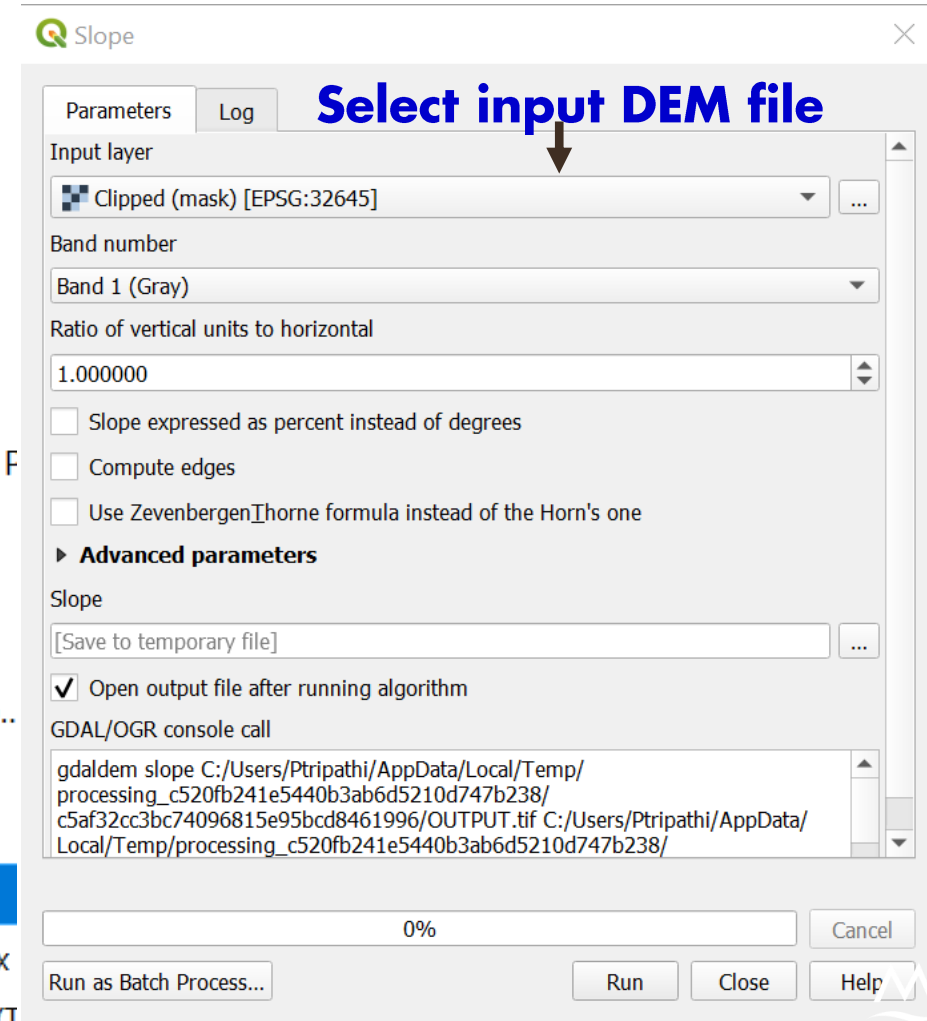 Slope
Parameters
Log
Select input DEM file
Input layer
Clipped (mask) [EPSG:32645]
...
Band number
Band 1 (Gray)
Ratio of vertical units to horizontal
1.000000
Slope expressed as percent instead of degrees
Compute edges
Use ZevenbergenThorne formula instead of the Horn's one
Advanced parameters
Slope
[Save to temporary file]
...
Open output file after running algorithm
GDAL/OGR console call
gdaldem slope C:/Users/Ptripathi/AppData/Local/Temp/
processing_c520fb241e5440b3ab6d5210d747b238/
c5af32cc3bc74096815e95bcd8461996/OUTPUT.tif C:/Users/Ptripathi/AppData/
Local/Temp/processing_c520fb241e5440b3ab6d5210d747b238/
0%
Cancel
Run as Batch Process...
Run
Close
Help